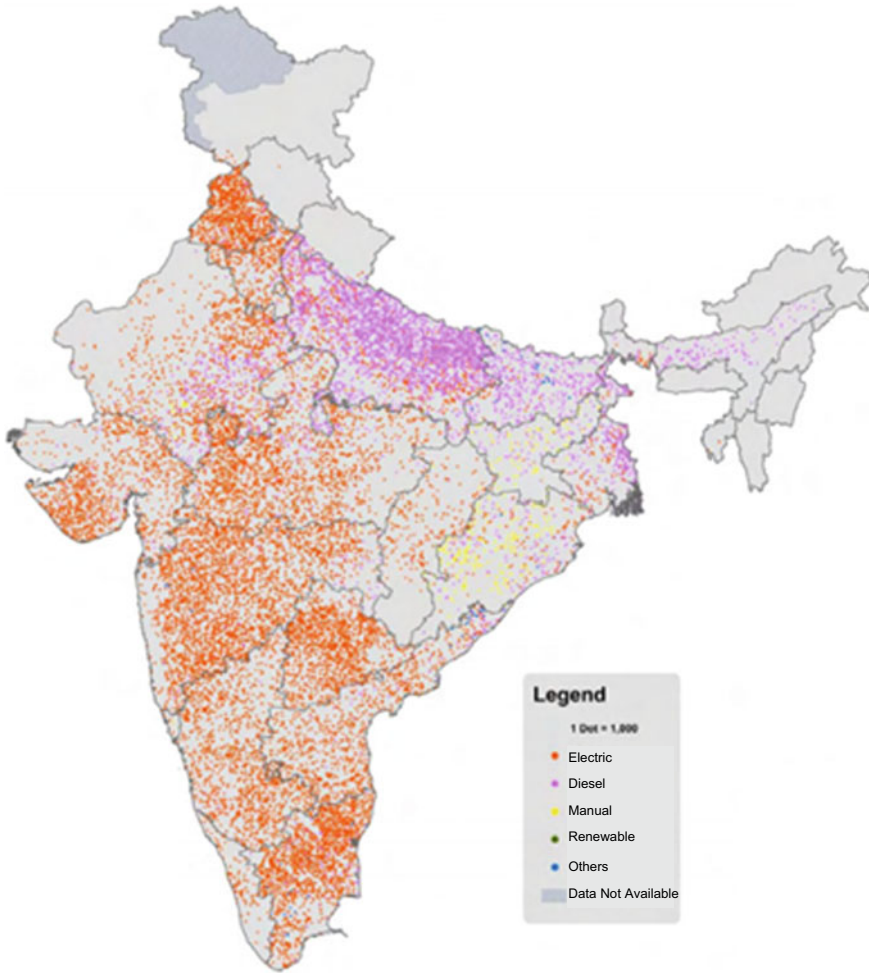 Legend
1 Dot = 1,000
Electric
Diesel
Manual
Renewable
Others
Data Not Available